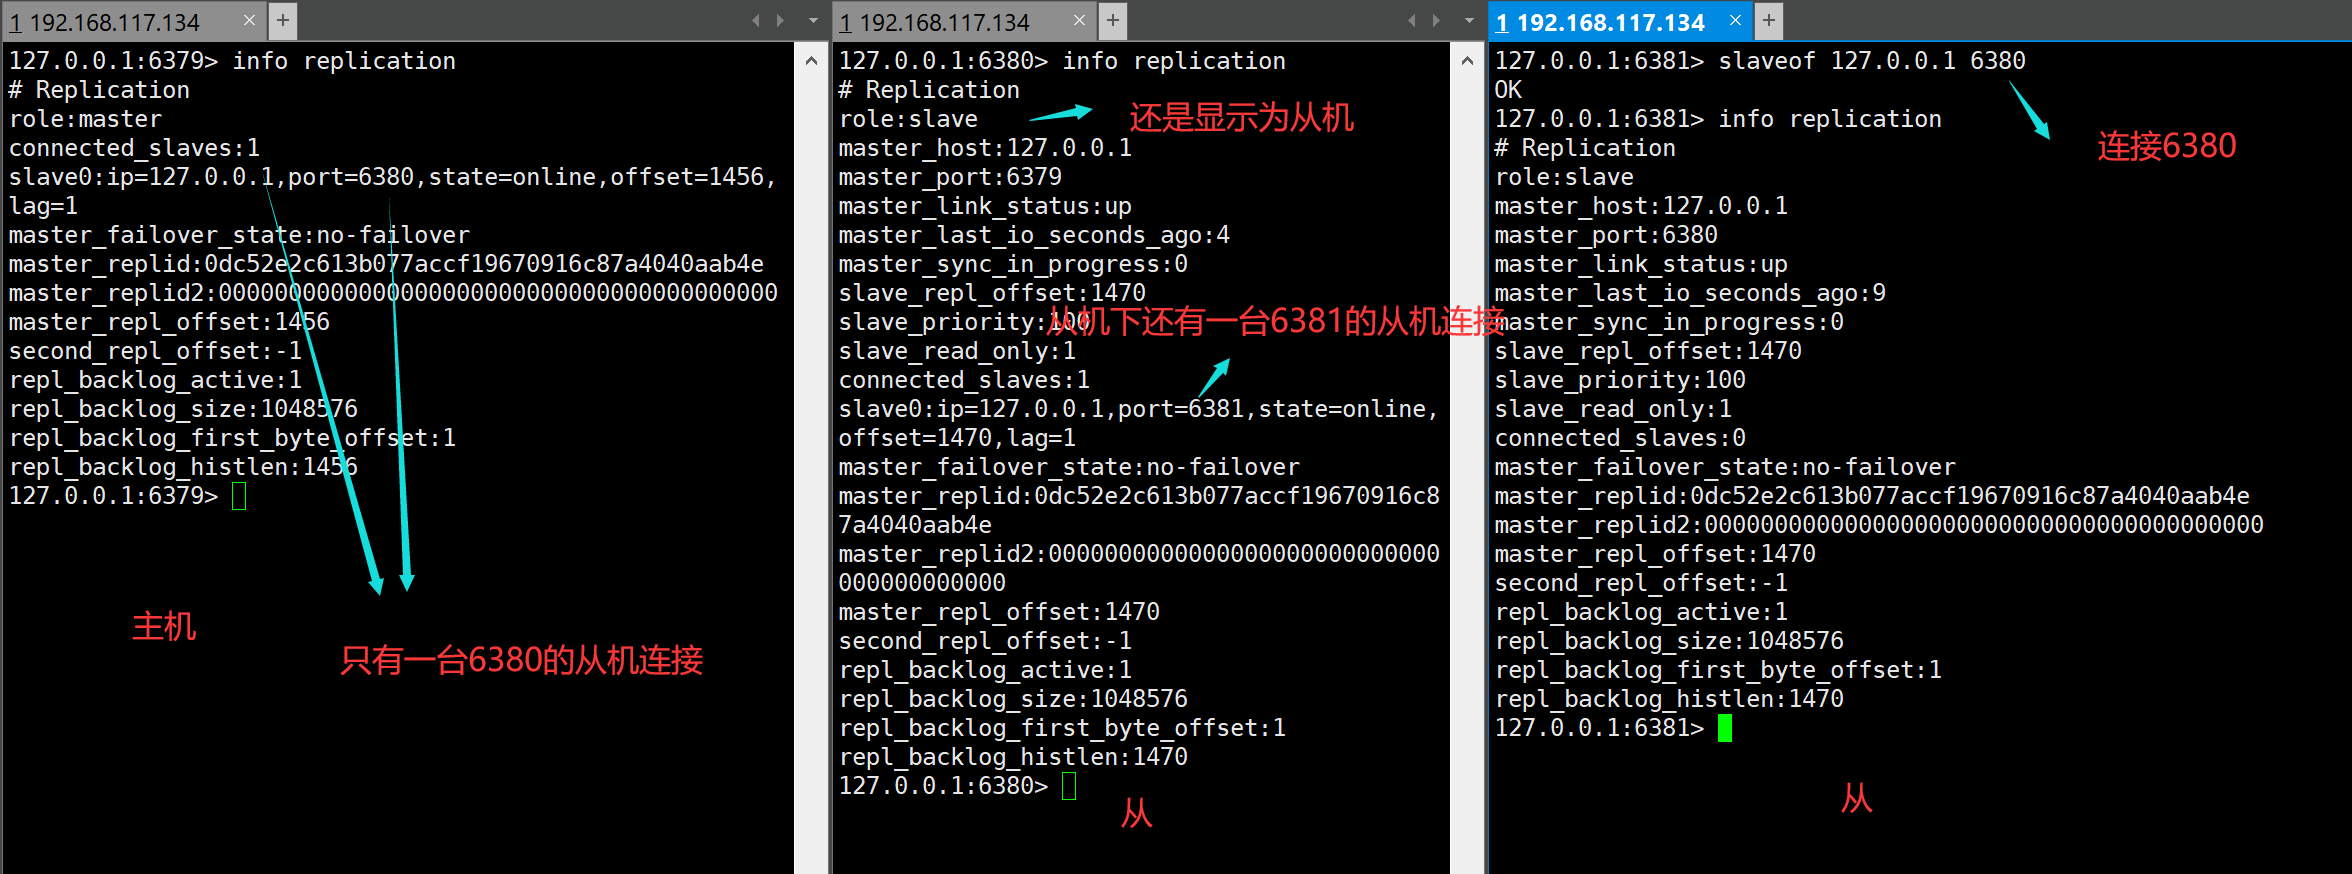 1 192.168.117.134
127.0.0.1:6379> info replication
# Replication
role:master
connected_slaves:1
slave0:ip=127.0.0.1,port=6380,state=online,offset=1456,
lag=1
master_failover_state:no-failover
master_replid:0dc52e2c613b077accf19670916c87a4040aab4e
master_replid2:0000000000000000000000000000000000000000
master_repl_offset:1456
second_repl_offset:-1
repl_backlog_active:1
repl_backlog_size:1048576
repl_backlog_first_byte_offset:1
repl_backlog_histlen:1456
127.0.0.1:6379>
主机
只有一台6380的从机连接
1 192.168.117.134
127.0.0.1:6380> info replication
# Replication
role:slave
还是显示为从机
master_host:127.0.0.1
master_port:6379
master_link_status:up
master_last_io_seconds_ago:4
master_sync_in_progress:0
slave_repl_offset:1470
slave_priority:100
从机下还有一台6381的从机连接
slave_read_only:1
connected_slaves:1
slave0:ip=127.0.0.1,port=6381,state=online,
offset=1470,lag=1
master_failover_state:no-failover
master_replid:0dc52e2c613b077accf19670916c8
7a4040aab4e
master_replid2:0000000000000000000000000000
000000000000
master_repl_offset:1470
second_repl_offset:-1
repl_backlog_active:1
repl_backlog_size:1048576
repl_backlog_first_byte_offset:1
repl_backlog_histlen:1470
127.0.0.1:6380>
从
1 192.168.117.134
127.0.0.1:6381> slaveof 127.0.0.1 6380
OK
127.0.0.1:6381> info replication
连接6380
# Replication
role:slave
master_host:127.0.0.1
master_port:6380
master_link_status:up
master_last_io_seconds_ago:9
master_sync_in_progress:0
slave_repl_offset:1470
slave_priority:100
slave_read_only:1
connected_slaves:0
master_failover_state:no-failover
master_replid:0dc52e2c613b077accf19670916c87a4040aab4e
master_replid2:0000000000000000000000000000000000000000
master_repl_offset:1470
second_repl_offset:-1
repl_backlog_active:1
repl_backlog_size:1048576
repl_backlog_first_byte_offset:1
repl_backlog_histlen:1470
127.0.0.1:6381>
从